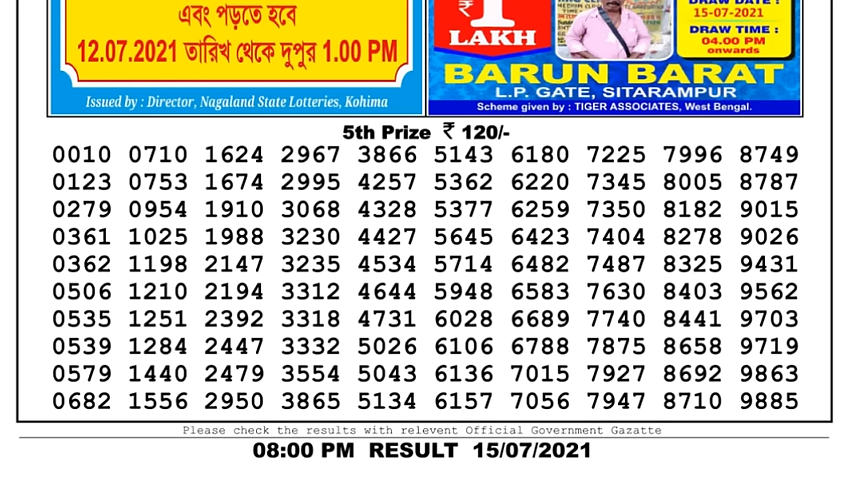 এবং পড়তে হবে
12.07.2021 তারিখ থেকে দুপুর 1.00 PM
Issued by : Director, Nagaland State Lotteries, Kohima
₹ 1
LAKH
DRAW DATE :
15-07-2021
DRAW TIME :
04.00 PM
onwards
BARUN BARAT
L.P. GATE, SITARAMPUR
Scheme given by : TIGER ASSOCIATES, West Bengal.
5th Prize ₹ 120/-
0010 0710 1624 2967 3866 5143 6180 7225 7996 8749
0123 0753 1674 2995 4257 5362 6220 7345 8005 8787
0279 0954 1910 3068 4328 5377 6259 7350 8182 9015
0361 1025 1988 3230 4427 5645 6423 7404 8278 9026
0362 1198 2147 3235 4534 5714 6482 7487 8325 9431
0506 1210 2194 3312 4644 5948 6583 7630 8403 9562
0535 1251 2392 3318 4731 6028 6689 7740 8441 9703
0539 1284 2447 3332 5026 6106 6788 7875 8658 9719
0579 1440 2479 3554 5043 6136 7015 7927 8692 9863
0682 1556 2950 3865 5134 6157 7056 7947 8710 9885
Please check the results with relevent Official Government Gazatte
08:00 PM RESULT 15/07/2021